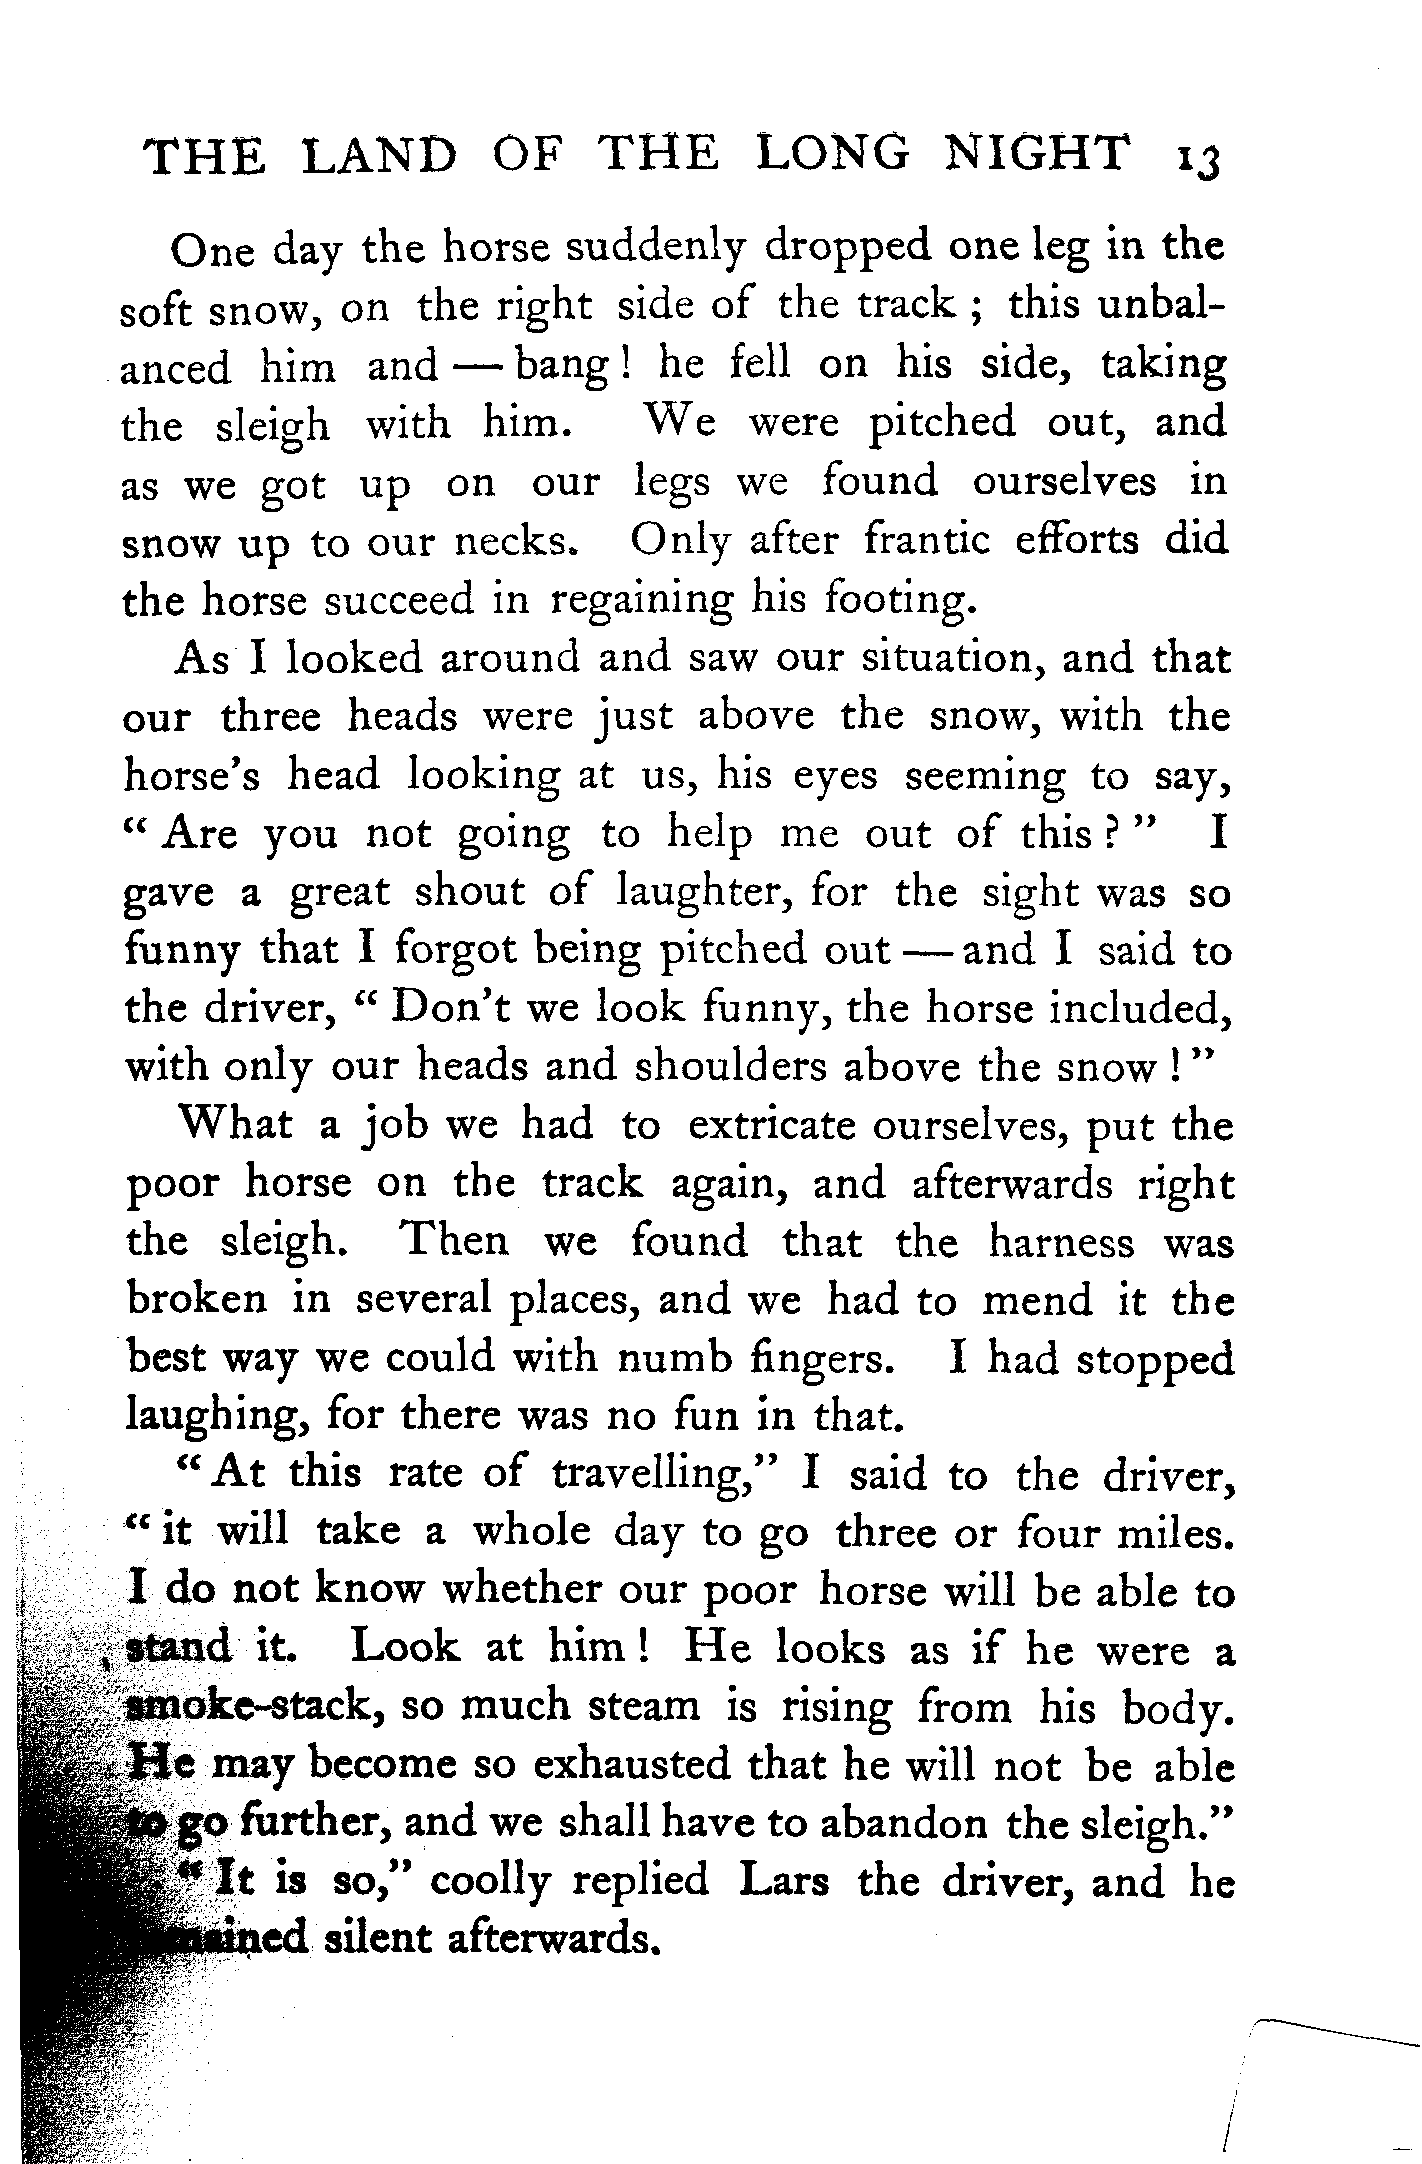 THE LAND OF THE LONG NIGHT 13
One day the horse suddenly dropped one leg in the
soft snow, on the right side of the track ; this unbal-
anced him and — bang ! he fell on his side, taking
the sleigh with him. We were pitched out, and
as we got up on our legs we found ourselves in
snow up to our necks. Only after frantic efforts did
the horse succeed in regaining his footing.
As I looked around and saw our situation, and that
our three heads were just above the snow, with the
horse’s head looking at us, his eyes seeming to say,
“ Are you not going to help me out of this ? ” I
gave a great shout of laughter, for the sight was so
funny that I forgot being pitched out — and I said to
the driver, “ Don’t we look funny, the horse included,
with only our heads and shoulders above the snow ! ”
What a job we had to extricate ourselves, put the
poor horse on the track again, and afterwards right
the sleigh. Then we found that the harness was
broken in several places, and we had to mend it the
best way we could with numb fingers. I had stopped
laughing, for there was no fun in that.
“ At this rate of travelling,” I said to the driver,
“ it will take a whole day to go three or four miles.
I do not know whether our poor horse will be able to
stand it. Look at him ! He looks as if he were a
smoke-stack, so much steam is rising from his body.
He may become so exhausted that he will not be able
to go further, and we shall have to abandon the sleigh.”
“ It is so,” coolly replied Lars the driver, and he
remained silent afterwards.